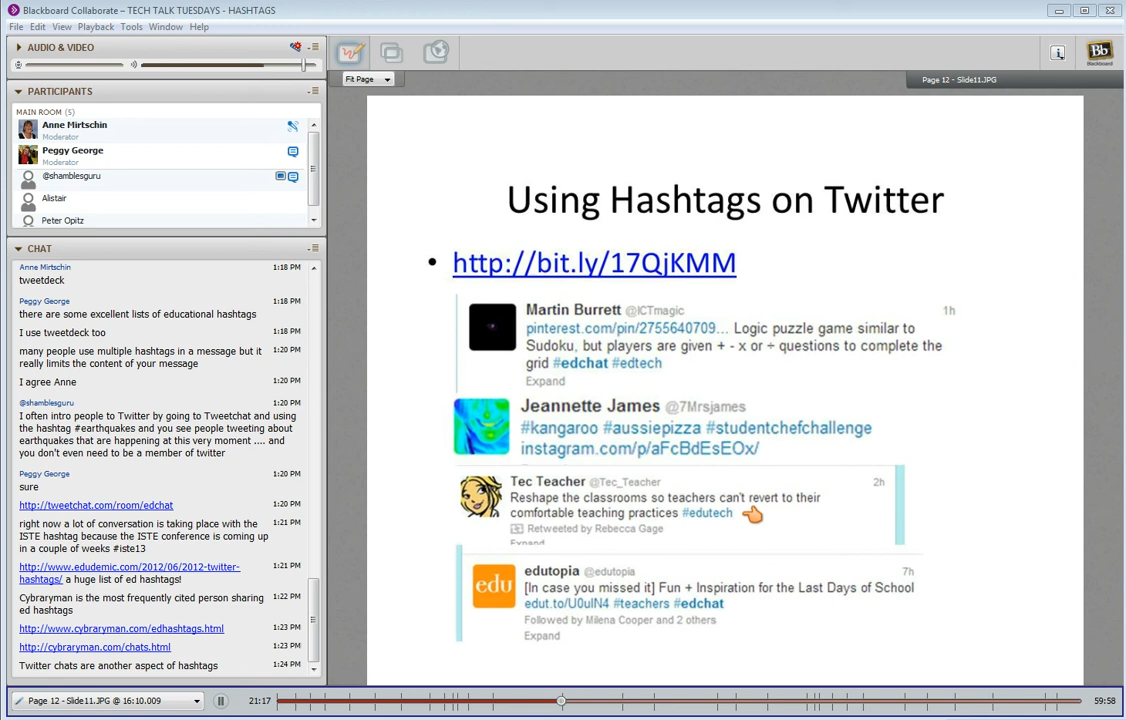 Blackboard Collaborate – TECH TALK TUESDAYS - HASHTAGS
File Edit View Playback Tools Window Help
AUDIO & VIDEO
PARTICIPANTS
MAIN ROOM (5)
Anne Mirtschin
Moderator
Peggy George
Moderator
@shamblesguru
Alistair
Peter Opitz
CHAT
Anne Mirtschin 1:18 PM
tweetdeck
Peggy George 1:18 PM
there are some excellent lists of educational hashtags
I use tweetdeck too 1:18 PM
many people use multiple hashtags in a message but it 1:20 PM
really limits the content of your message
I agree Anne 1:20 PM
@shamblesguru 1:20 PM
I often intro people to Twitter by going to Tweetchat and using
the hashtag #earthquakes and you see people tweeting about
earthquakes that are happening at this very moment .... and
you don't even need to be a member of twitter
Peggy George 1:20 PM
sure
http://tweetchat.com/room/edchat 1:20 PM
right now a lot of conversation is taking place with the 1:21 PM
ISTE hashtag because the ISTE conference is coming up
in a couple of weeks #iste13
http://www.edudemic.com/2012/06/2012-twitter- 1:21 PM
hashtags/ a huge list of ed hashtags!
Cybraryman is the most frequently cited person sharing 1:22 PM
ed hashtags
http://www.cybraryman.com/edhashtags.html 1:23 PM
http://cybraryman.com/chats.html 1:23 PM
Twitter chats are another aspect of hashtags 1:24 PM
Fit Page
Bb
Blackboard
Page 12 - Slide11.JPG
Using Hashtags on Twitter
• http://bit.ly/17QjKMM
Martin Burrett @ICTmagic 1h
pinterest.com/pin/2755640709... Logic puzzle game similar to
Sudoku, but players are given + - x or ÷ questions to complete the
grid #edchat #edtech
Expand
Jeannette James @7Mrsjames
#kangaroo #aussiepizza #studentchefchallenge
instagram.com/p/aFcBdEsEOx/
Tec Teacher @Tec_Teacher 2h
Reshape the classrooms so teachers can't revert to their
comfortable teaching practices #edutech
Retweeted by Rebecca Gage
Expand
edu
edutopia @edutopia 7h
[In case you missed it] Fun + Inspiration for the Last Days of School
edut.to/U0uIN4 #teachers #edchat
Followed by Milena Cooper and 2 others
Expand
Page 12 - Slide11.JPG @ 16:10.009
21:17
59:58